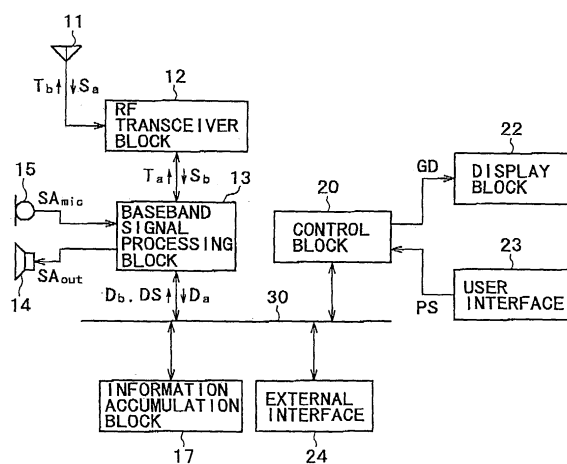 11
Tb↑ ↓Sa
12
RF
TRANSCEIVER
BLOCK
Ta↑ ↓Sb
13
15
SAmic
BASEBAND
SIGNAL
PROCESSING
BLOCK
SAout
14
Db. DS↑ ↓Da
30
20
CONTROL
BLOCK
GD
22
DISPLAY
BLOCK
23
USER
INTERFACE
PS
INFORMATION
ACCUMULATION
BLOCK
17
EXTERNAL
INTERFACE
24